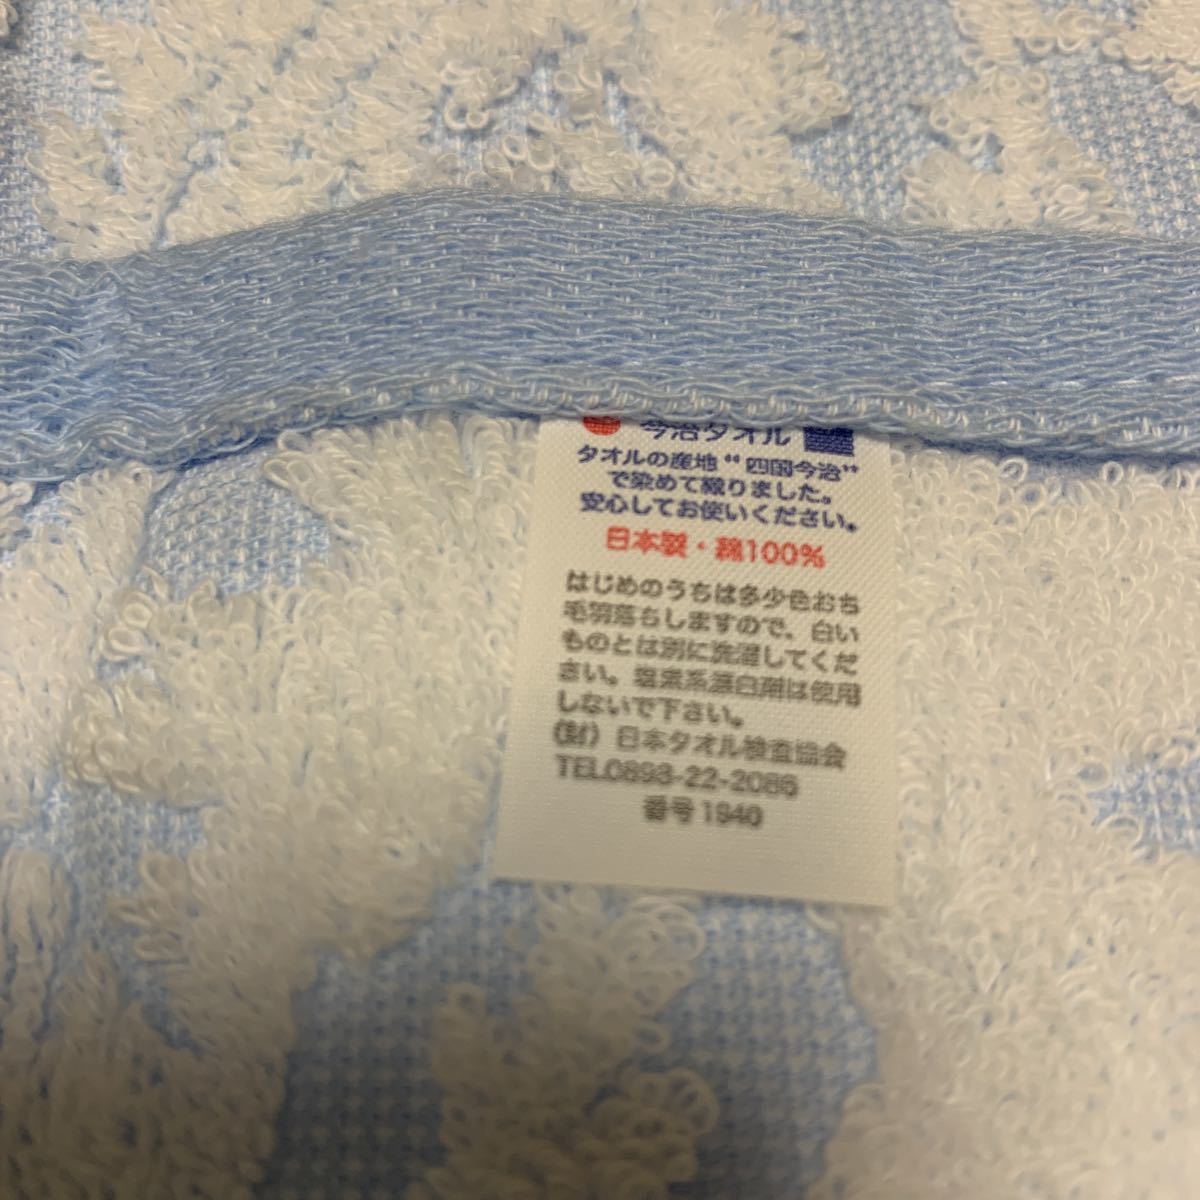 今治タオル
タオルの産地“四国今治”
で染めて織りました。
安心してお使いください。
日本製・綿100%
はじめのうちは多少色おち
毛羽落ちしますので、白い
ものとは別に洗濯してくだ
さい。塩素系漂白剤は使用
しないで下さい。
(財)日本タオル検査協会
TEL0898-22-2086
番号1940